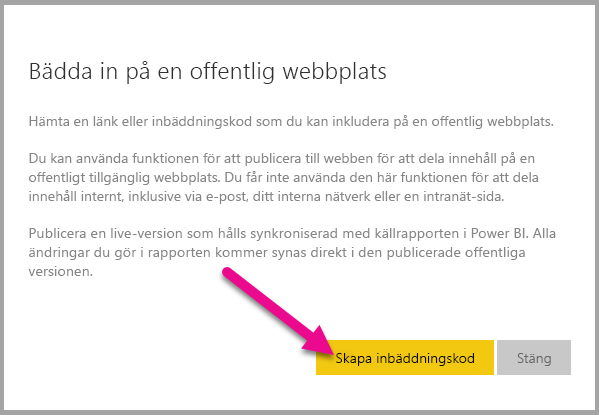 Bädda in på en offentlig webbplats
Hämta en länk eller inbäddningskod som du kan inkludera på en offentlig webbplats.
Du kan använda funktionen för att publicera till webben för att dela innehåll på en
offentligt tillgänglig webbplats. Du får inte använda den här funktionen för att dela
innehåll internt, inklusive via e-post, ditt interna nätverk eller en intranät-sida.
Publicera en live-version som hålls synkroniserad med källrapporten i Power BI. Alla
ändringar du gör i rapporten kommer synas direkt i den publicerade offentliga
versionen.
Skapa inbäddningskod
Stäng